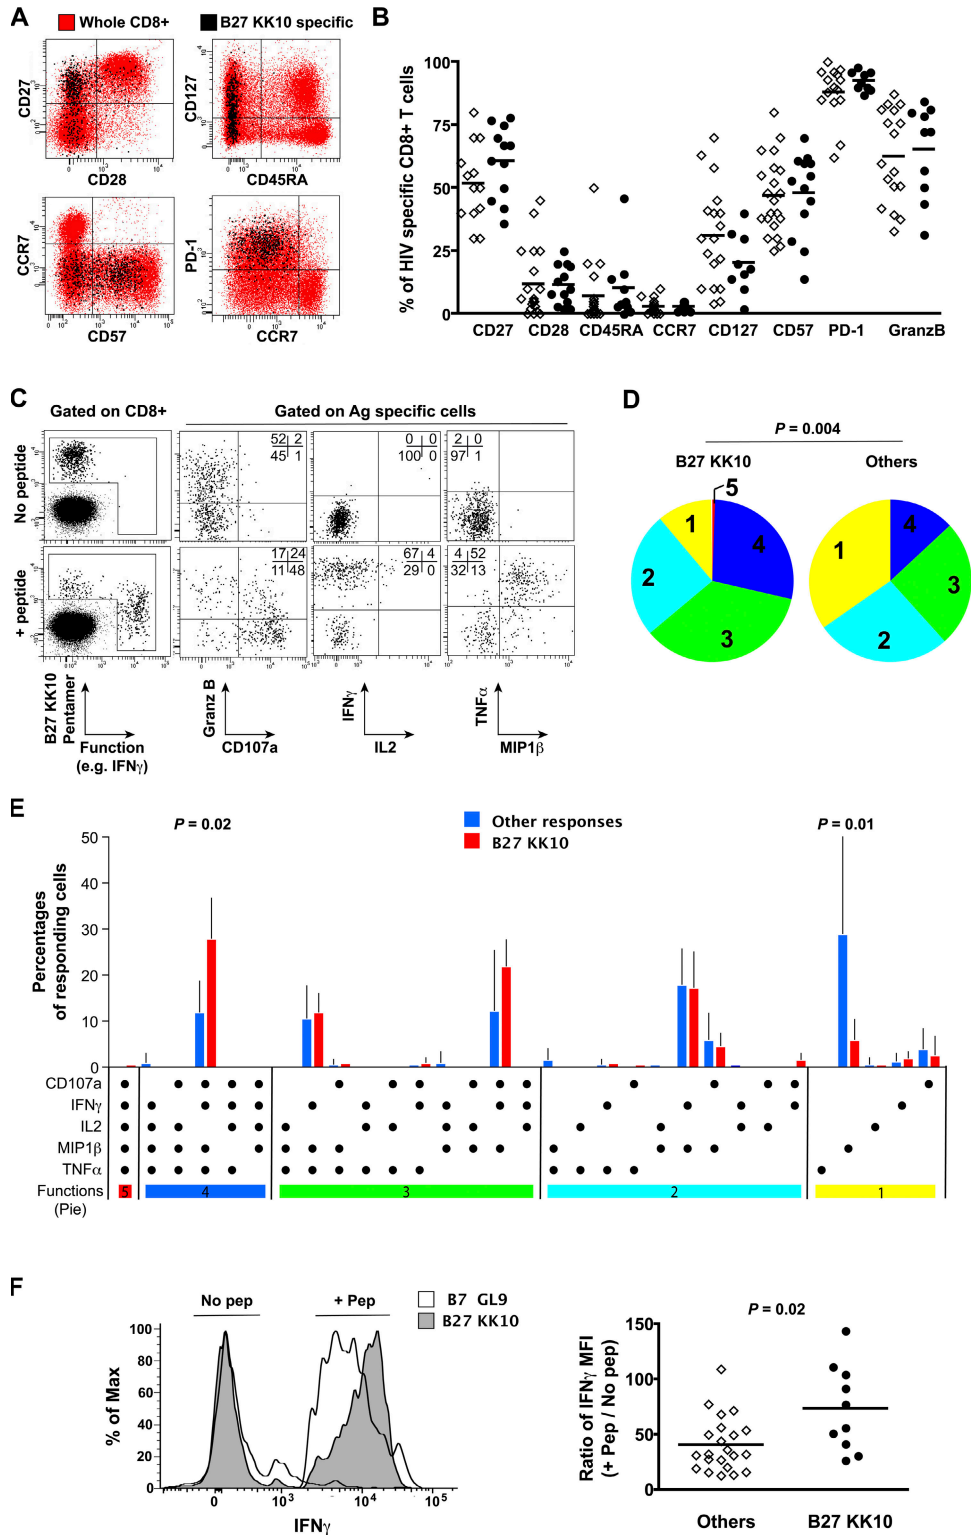 A
Whole CD8+
B27 KK10 specific
CD27
CD28
CD127
CD45RA
CCR7
CD57
PD-1
CCR7
B
% of HIV specific CD8+ T cells
100
75
50
25
0
CD27 CD28 CD45RA CCR7 CD127 CD57 PD-1 GranzB
C
Gated on CD8+
Gated on Ag specific cells
No peptide
52 2
45 1
0 0
100 0
2 0
97 1
+ peptide
17 24
11 48
67 4
29 0
4 52
32 13
B27 KK10
Pentamer
Function
(e.g. IFNγ)
Granz B
CD107a
IFNγ
IL2
TNFα
MIP1β
D
P = 0.004
B27 KK10
Others
5
1
4
2
3
4
1
3
2
E
P = 0.02
Other responses
B27 KK10
P = 0.01
Percentages
of responding cells
50
40
30
20
10
0
CD107a
IFNγ
IL2
MIP1β
TNFα
Functions
(Pie)
5 4 3 2 1
F
No pep
+ Pep
B7 GL9
B27 KK10
% of Max
100
80
60
40
20
0
0 10³ 10⁴ 10⁵
IFNγ
P = 0.02
Ratio of IFNγ MFI
(+ Pep / No pep)
150
100
50
0
Others B27 KK10